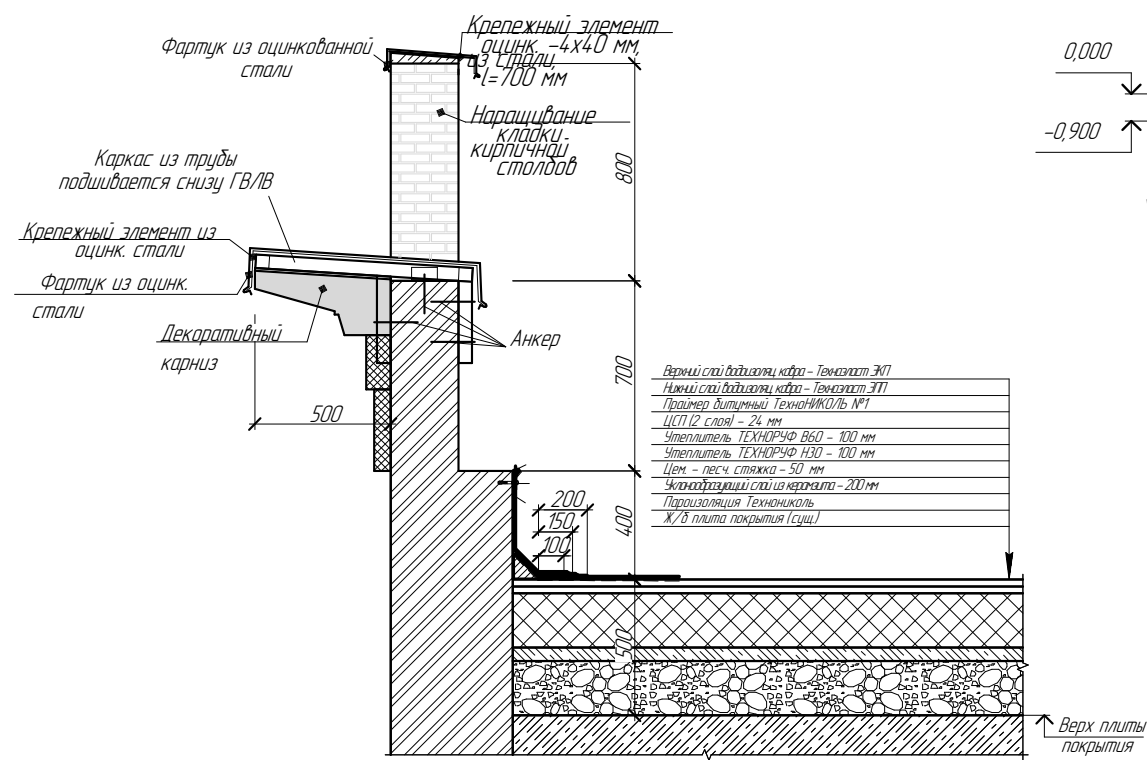 Фартук из оцинкованной
стали
Крепежный элемент
оцинк. -4х40 мм,
из стали,
l=700 мм
Наращивание
кладки
кирпичной
столбов
Каркас из трубы
подшивается снизу ГВЛВ
Крепежный элемент из
оцинк. стали
Фартук из оцинк.
стали
Декоративный
карниз
Анкер
500
800
700
400
500
200
150
100
0,000
-0,900
Верхний слой водоизоляц. ковра - Техноэласт ЭКП
Нижний слой водоизоляц. ковра - Техноэласт ЭПП
Праймер битумный ТехноНИКОЛЬ №1
ЦСП (2 слоя) - 24 мм
Утеплитель ТЕХНОРУФ В60 - 100 мм
Утеплитель ТЕХНОРУФ Н30 - 100 мм
Цем. - песч. стяжка - 50 мм
Уклонообразующий слой из керамзита - 200 мм
Пароизоляция Технониколь
Ж/б плита покрытия (сущ.)
Верх плиты
покрытия